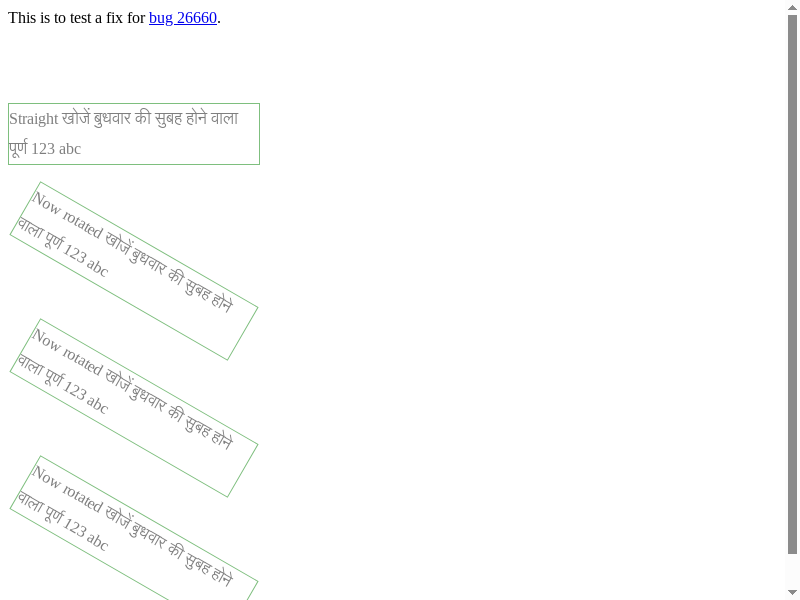 This is to test a fix for bug 26660.
Straight खोजें बुधवार की सुबह होने वाला
पूर्ण 123 abc
Now rotated खोजें बुधवार की सुबह होने
वाला पूर्ण 123 abc
Now rotated खोजें बुधवार की सुबह होने
वाला पूर्ण 123 abc
Now rotated खोजें बुधवार की सुबह होने
वाला पूर्ण 123 abc